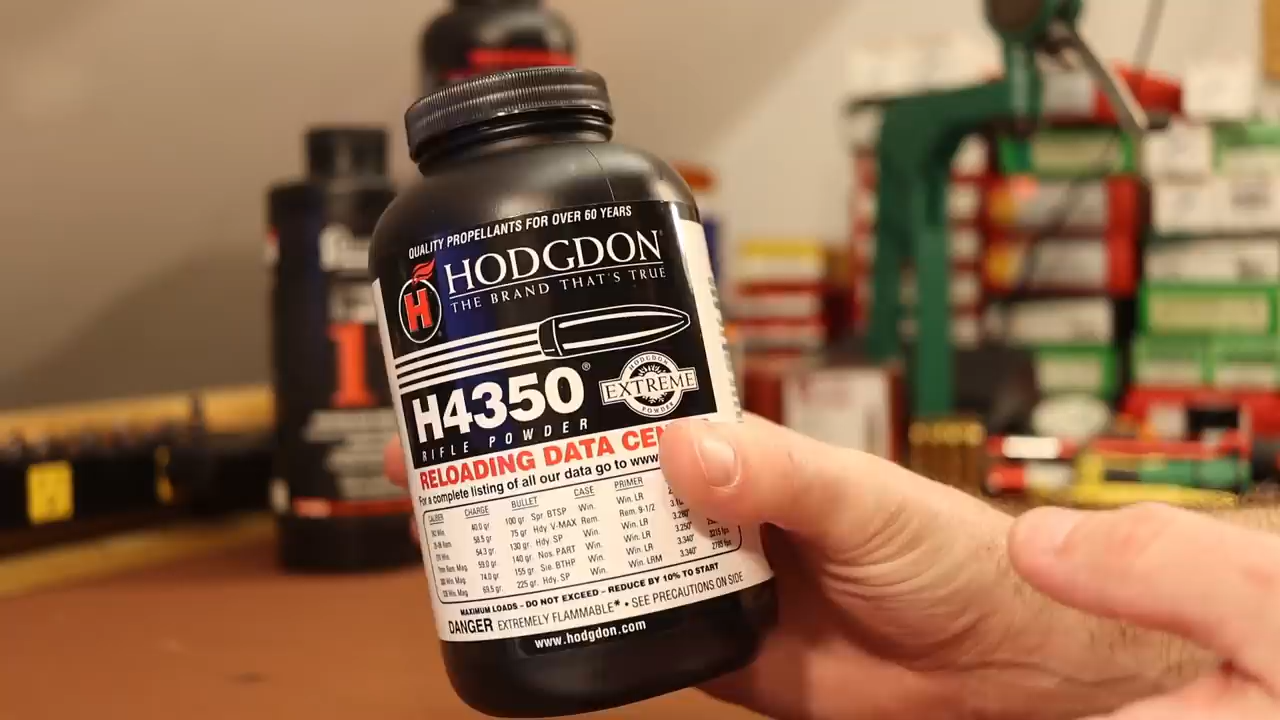 QUALITY PROPELLANTS FOR OVER 60 YEARS
H HODGDON®
THE BRAND THAT'S TRUE
H4350®
HODGDON
EXTREME
POWDER
RIFLE POWDER
RELOADING DATA CEN
For a complete listing of all our data go to www
CALIBER CHARGE BULLET CASE PRIMER
40.0 gr. 100 gr. Spr. BTSP Win. Win. LR
58.5 gr. 75 gr. Hdy V-MAX Rem. Rem. 9-1/2
54.3 gr. 130 gr. Hdy. SP Win. Win. LR 3.250"
59.0 gr. 140 gr. Nos. PART Win. Win. LR 3.340"
74.0 gr. 155 gr. Sie. BTHP Win. Win. LR 3.340"
69.5 gr. 225 gr. Hdy. SP Win. Win. LRM
MAXIMUM LOADS - DO NOT EXCEED - REDUCE BY 10% TO START
DANGER EXTREMELY FLAMMABLE* • SEE PRECAUTIONS ON SIDE
www.hodgdon.com